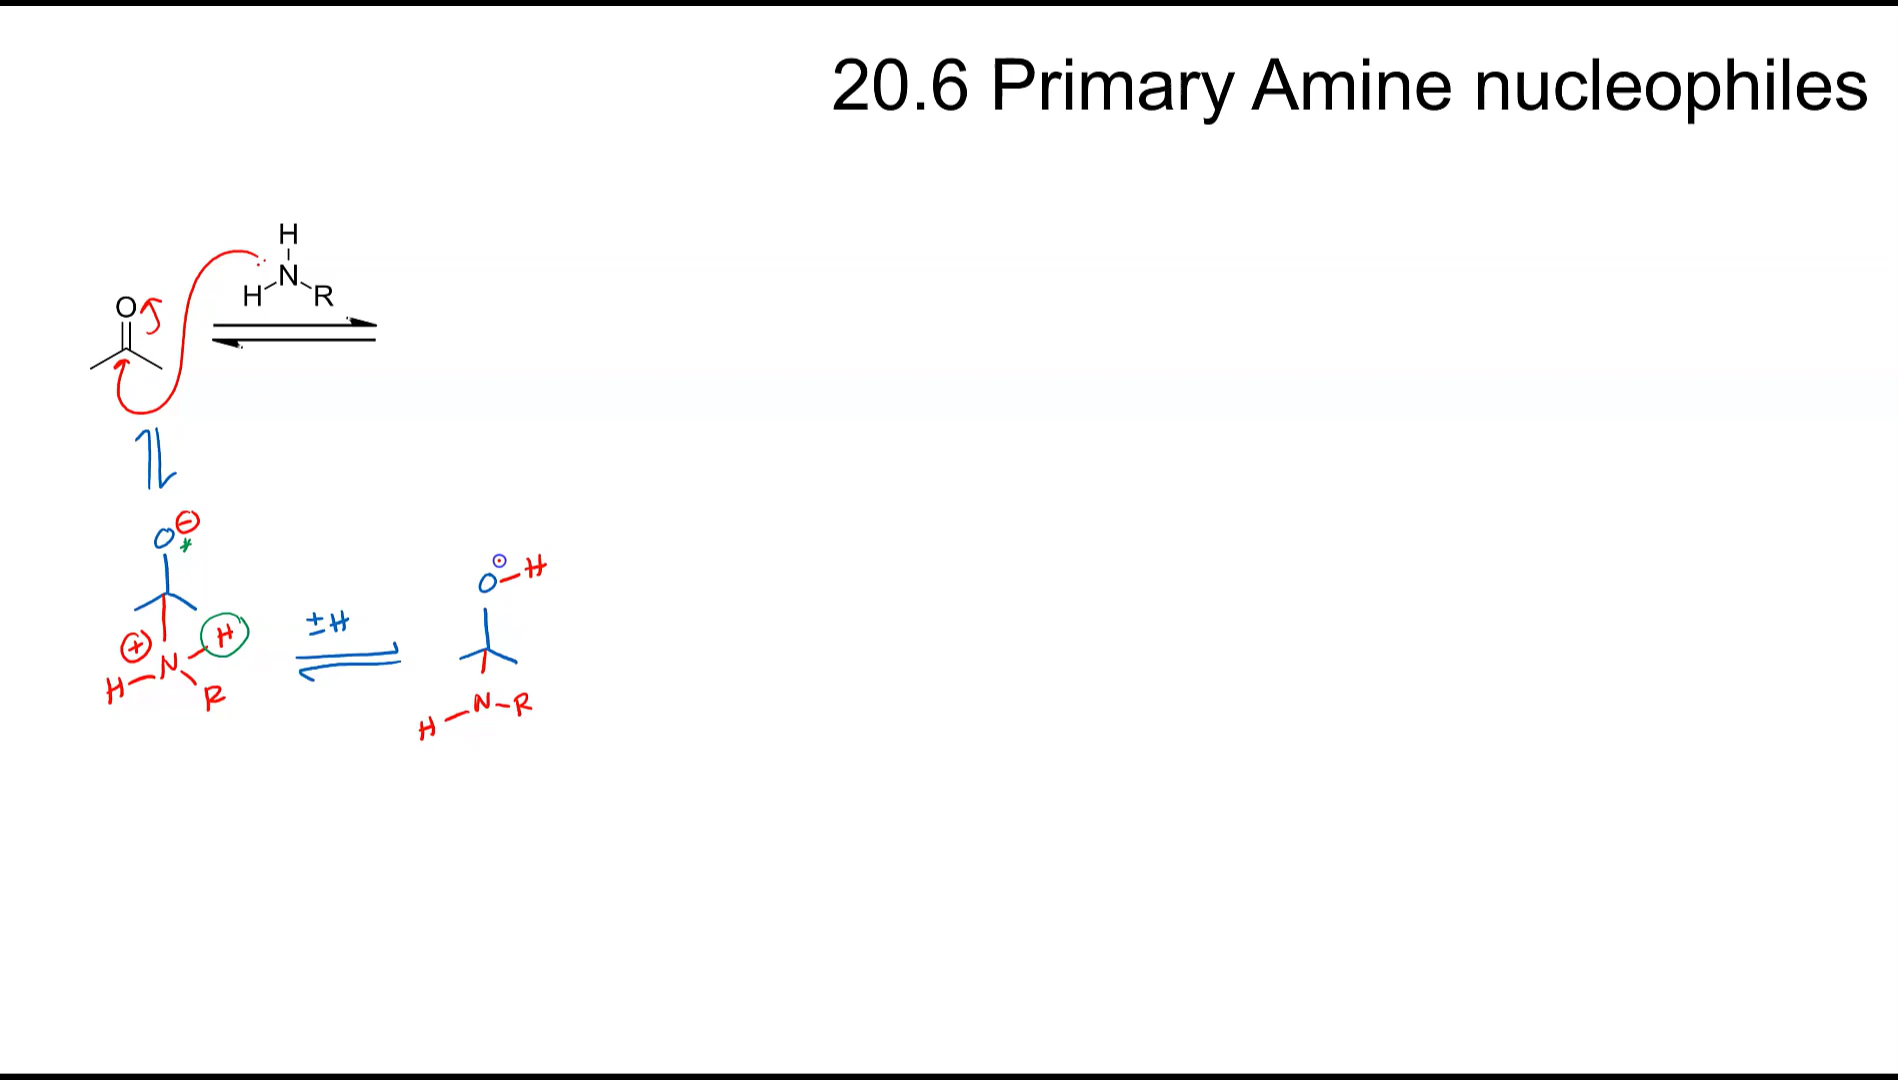 20.6 Primary Amine nucleophiles
H
N
H R
O
O ⊖
*
⊕ H
H N R
± H
O H
N R
H